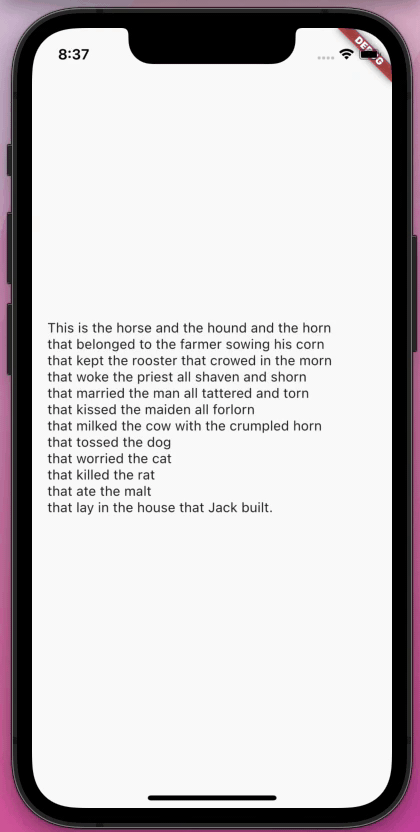 8:37
DEBUG
This is the horse and the hound and the horn
that belonged to the farmer sowing his corn
that kept the rooster that crowed in the morn
that woke the priest all shaven and shorn
that married the man all tattered and torn
that kissed the maiden all forlorn
that milked the cow with the crumpled horn
that tossed the dog
that worried the cat
that killed the rat
that ate the malt
that lay in the house that Jack built.